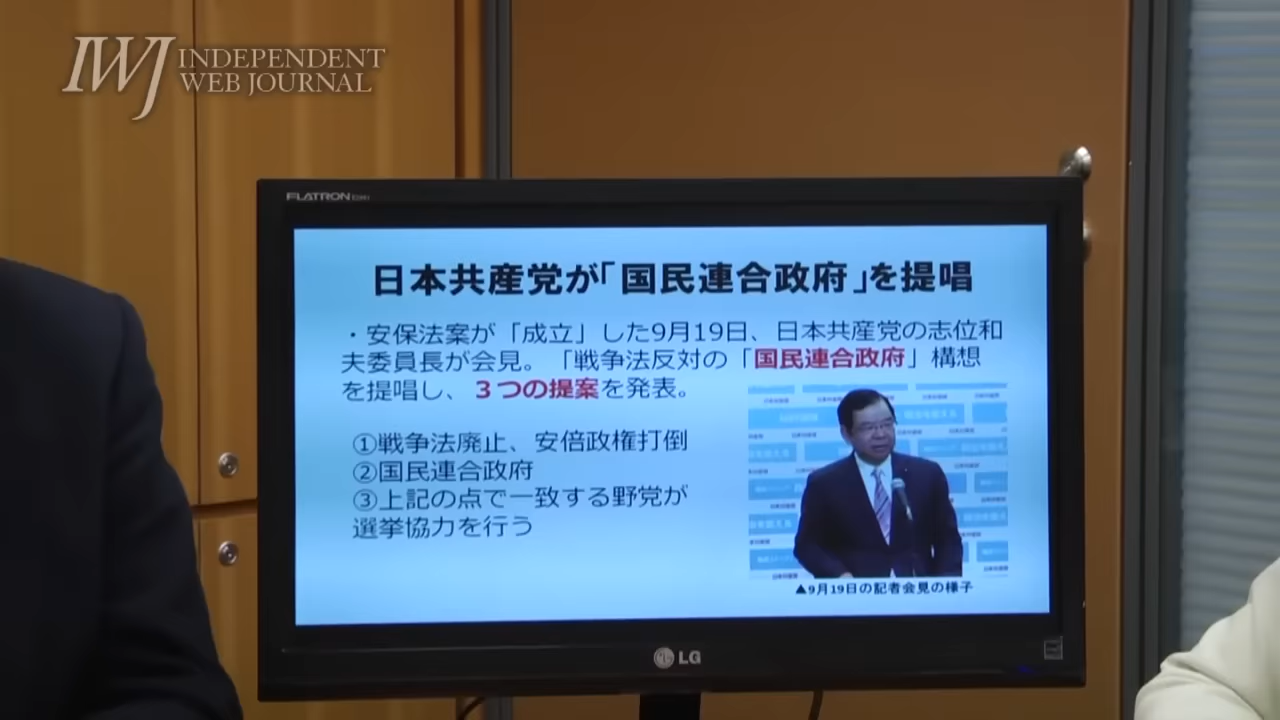 IWJ INDEPENDENT
WEB JOURNAL
FLATRON
日本共産党が「国民連合政府」を提唱
・安保法案が「成立」した9月19日、日本共産党の志位和
夫委員長が会見。「戦争法反対の「国民連合政府」構想
を提唱し、３つの提案を発表。
①戦争法廃止、安倍政権打倒
②国民連合政府
③上記の点で一致する野党が
選挙協力を行う
▲9月19日の記者会見の様子
LG